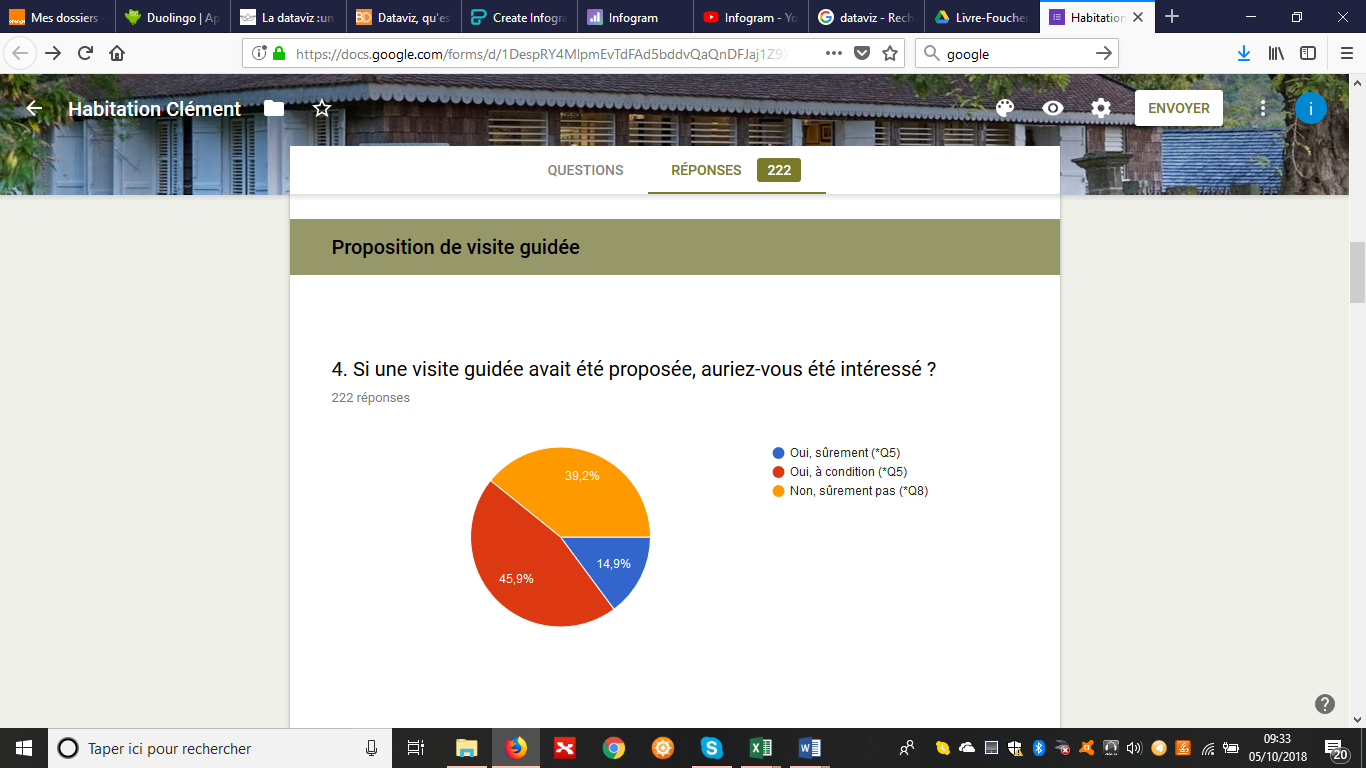 Mes dossiers -
Duolingo | Ap
La dataviz : un
Dataviz, qu'es
Create Infogra
Infogram
Infogram - Yo
dataviz - Rech
Livre-Foucher
Habitation
https://docs.google.com/forms/d/1DespRY4MlpmEvTdFAd5bddvQaQnDFJaj1Z9
google
Habitation Clément
ENVOYER
i
QUESTIONS
RÉPONSES
222
Proposition de visite guidée
4. Si une visite guidée avait été proposée, auriez-vous été intéressé ?
222 réponses
39,2%
14,9%
45,9%
Oui, sûrement (*Q5)
Oui, à condition (*Q5)
Non, sûrement pas (*Q8)
Taper ici pour rechercher
09:33
05/10/2018
20